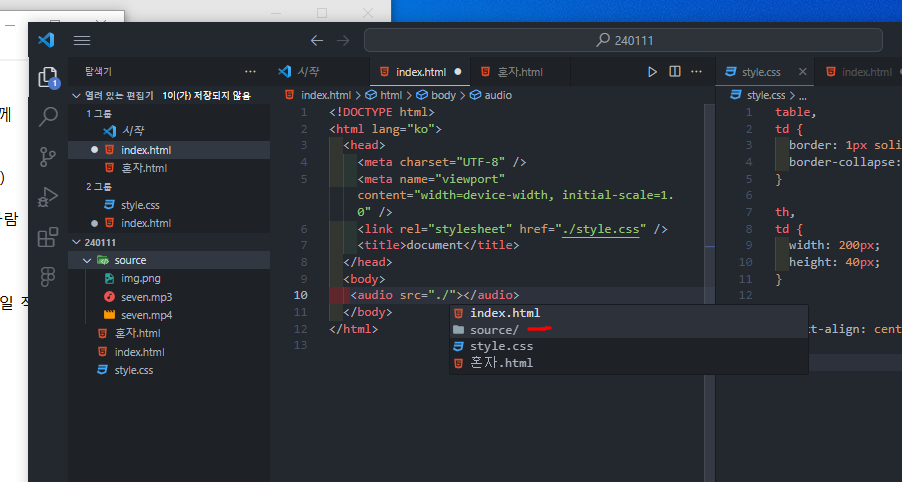 240111
탐색기
열려 있는 편집기 1이(가) 저장되지 않음
1 그룹
시작
index.html
혼자.html
2 그룹
style.css
index.html
240111
source
img.png
seven.mp3
seven.mp4
혼자.html
index.html
style.css
시작
index.html
혼자.html
index.html > html > body > audio
1 <!DOCTYPE html>
2 <html lang="ko">
3 <head>
4 <meta charset="UTF-8" />
5 <meta name="viewport"
content="width=device-width, initial-scale=1.
0" />
6 <link rel="stylesheet" href="./style.css" />
7 <title>document</title>
8 </head>
9 <body>
10 <audio src="./"></audio>
11 </body>
12 </html>
13
index.html
source/
style.css
혼자.html
style.css
index.html
style.css > ...
1 table,
2 td {
3 border: 1px soli
4 border-collapse:
5 }
6
7 th,
8 td {
9 width: 200px;
10 height: 40px;
11 }
12
xt-align: cent
께
)
람
일
1